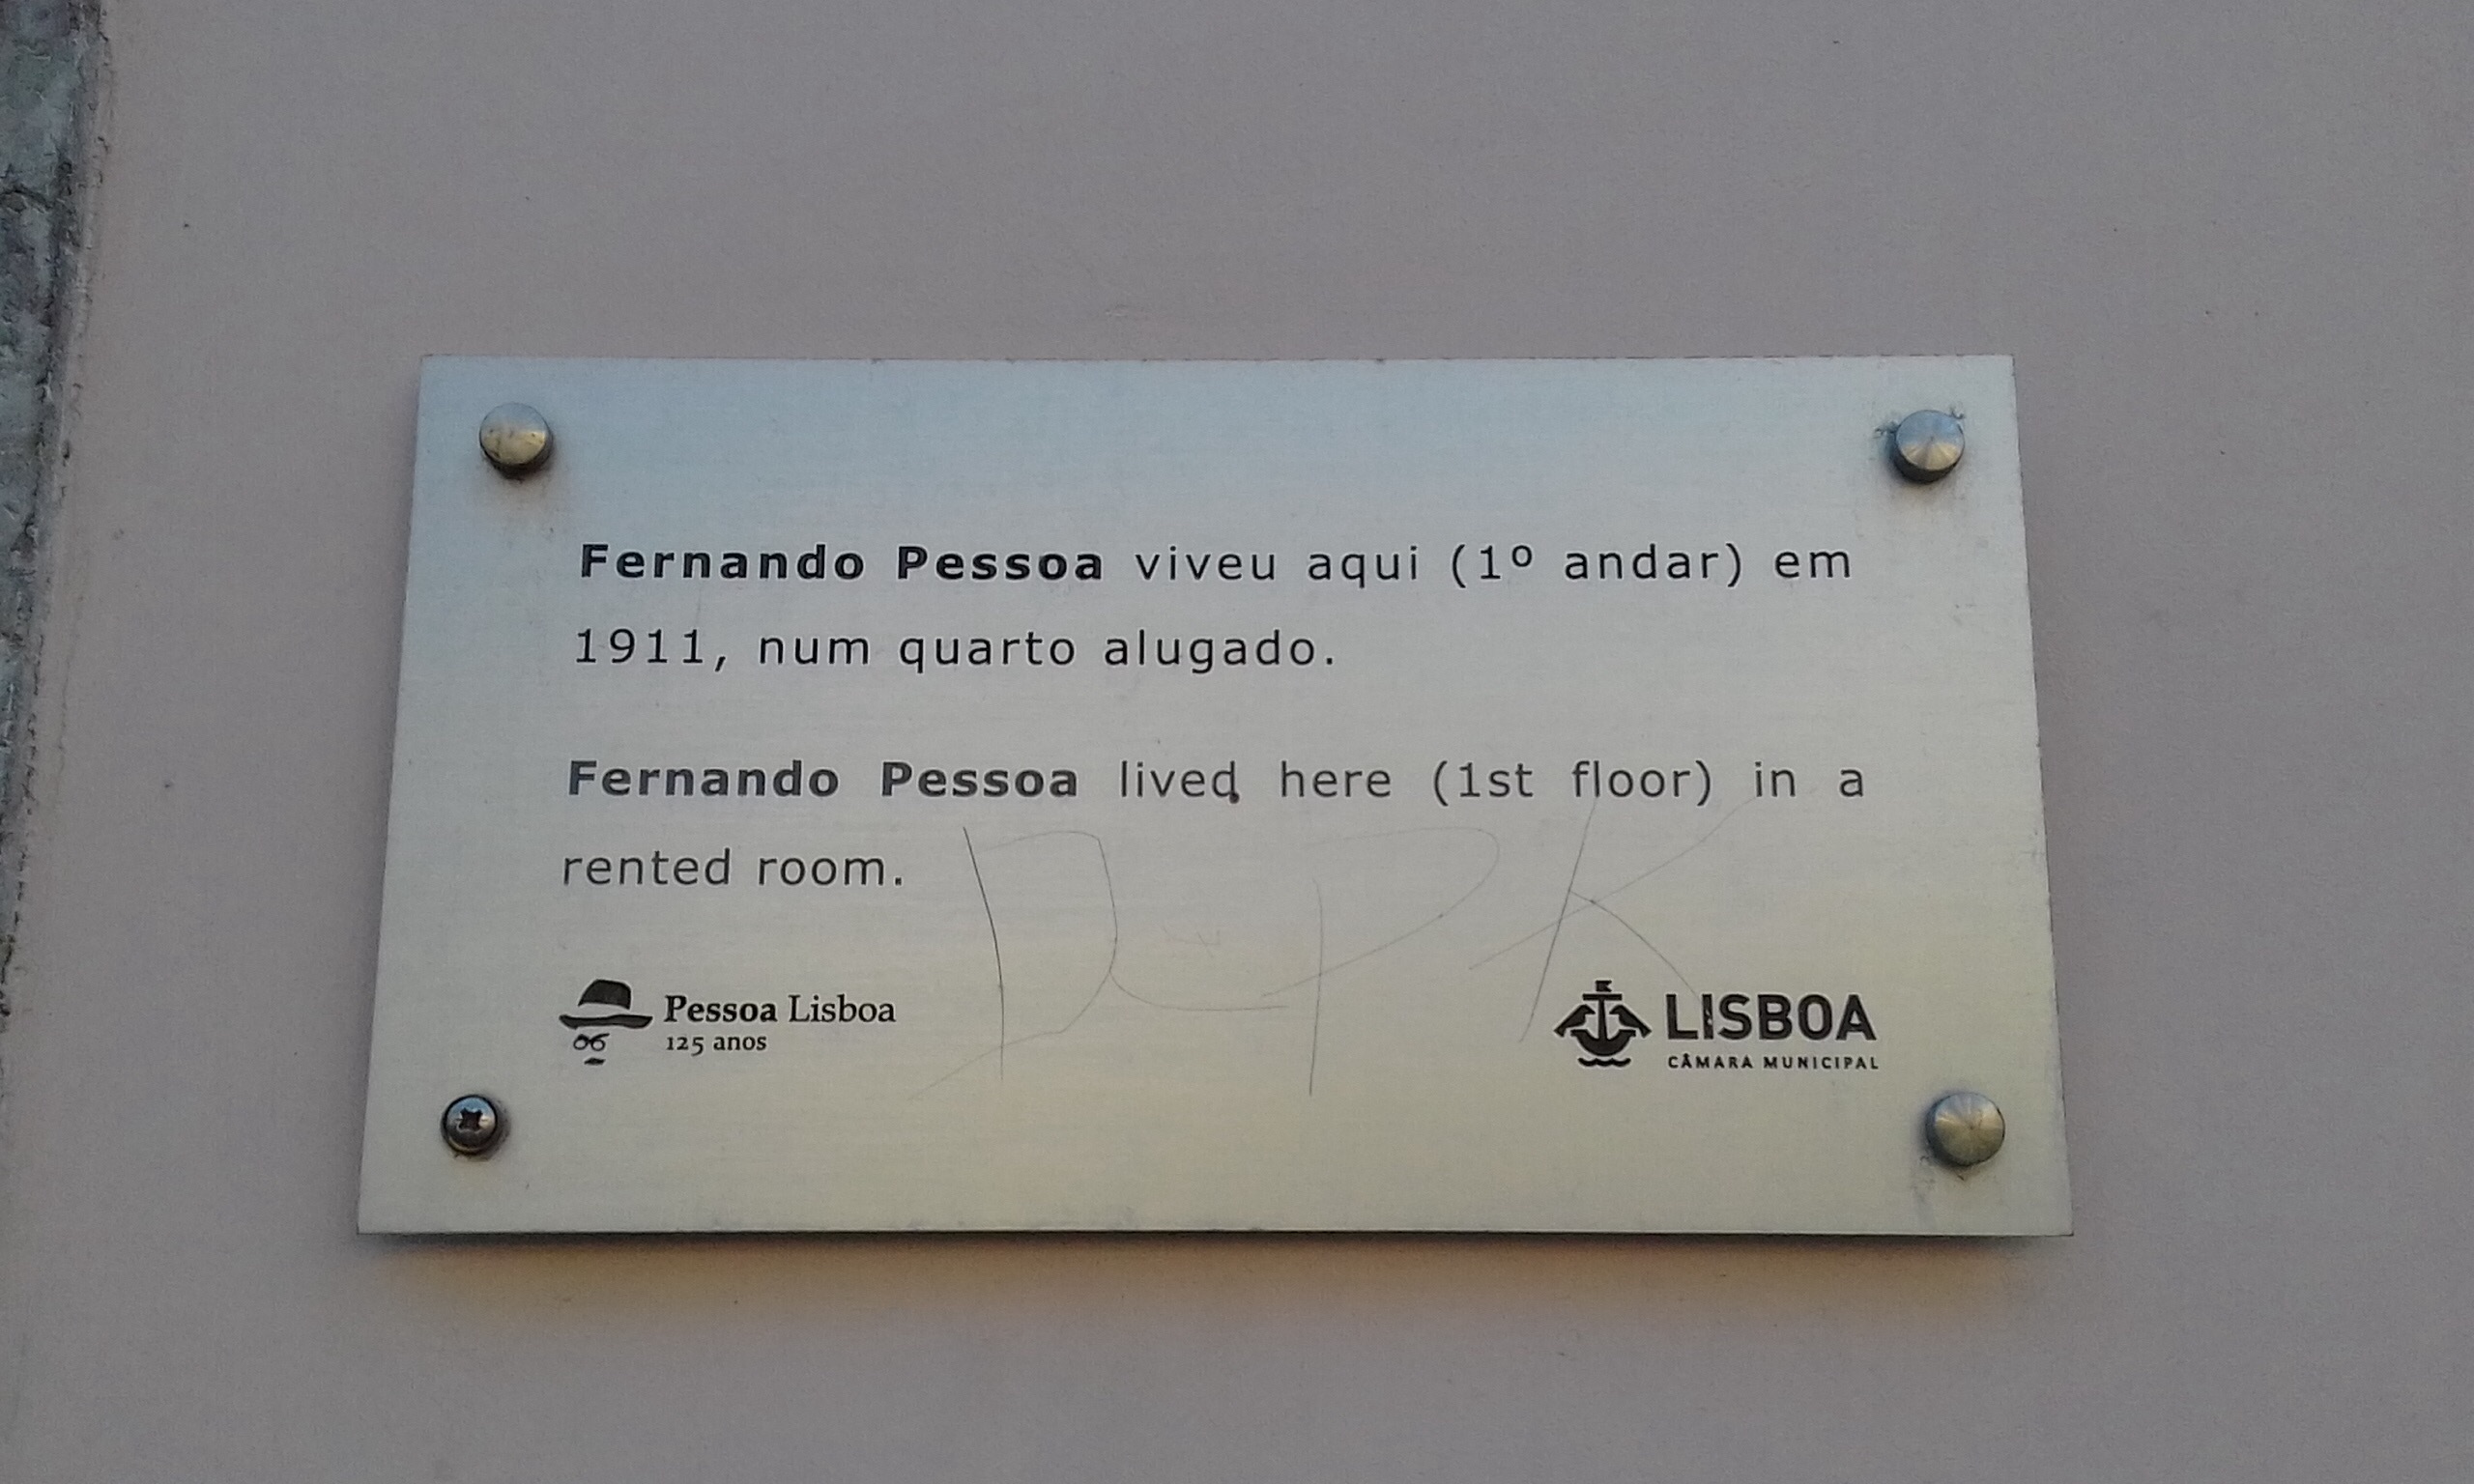 Fernando Pessoa viveu aqui (1º andar) em
1911, num quarto alugado.
Fernando Pessoa lived here (1st floor) in a
rented room.
Pessoa Lisboa
125 anos
LISBOA
CÂMARA MUNICIPAL